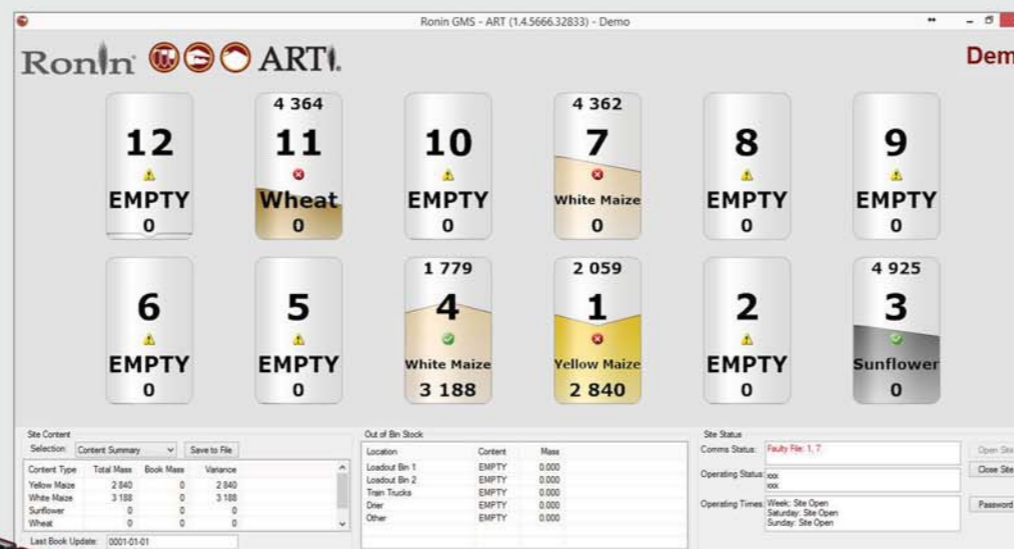 Ronin GMS - ART (1.4.5666.32833) - Demo
Ronin ART.
Dem
4 364
4 362
12
11
10
7
8
9
EMPTY
Wheat
EMPTY
White Maize
EMPTY
EMPTY
0
0
0
0
0
0
1 779
2 059
4 925
6
5
4
1
2
3
EMPTY
EMPTY
White Maize
Yellow Maize
EMPTY
Sunflower
0
0
3 188
2 840
0
0
Site Content
Selection: Content Summary Save to File
Content Type Total Mass Book Mass Variance
Yellow Maize 2 840 0 2 840
White Maize 3 188 0 3 188
Sunflower 0 0 0
Wheat 0 0 0
Last Book Update: 0001-01-01
Out of Bin Stock
Location Content Mass
Loadout Bin 1 EMPTY 0.000
Loadout Bin 2 EMPTY 0.000
Train Trucks EMPTY 0.000
Drier EMPTY 0.000
Other EMPTY 0.000
Site Status
Comms Status: Faulty File: 1, 7
Operating Status: xxx
xxx
Operating Times: Week: Site Open
Saturday: Site Open
Sunday: Site Open
Open Site
Close Site
Password